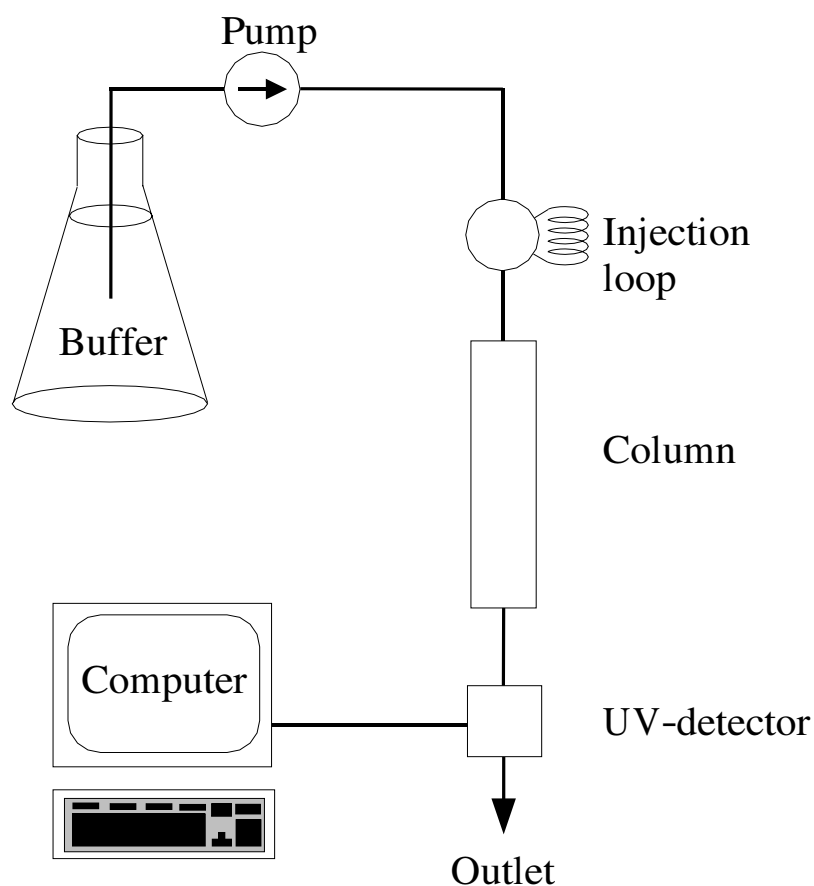 Pump
Buffer
Injection
loop
Column
Computer
UV-detector
Outlet